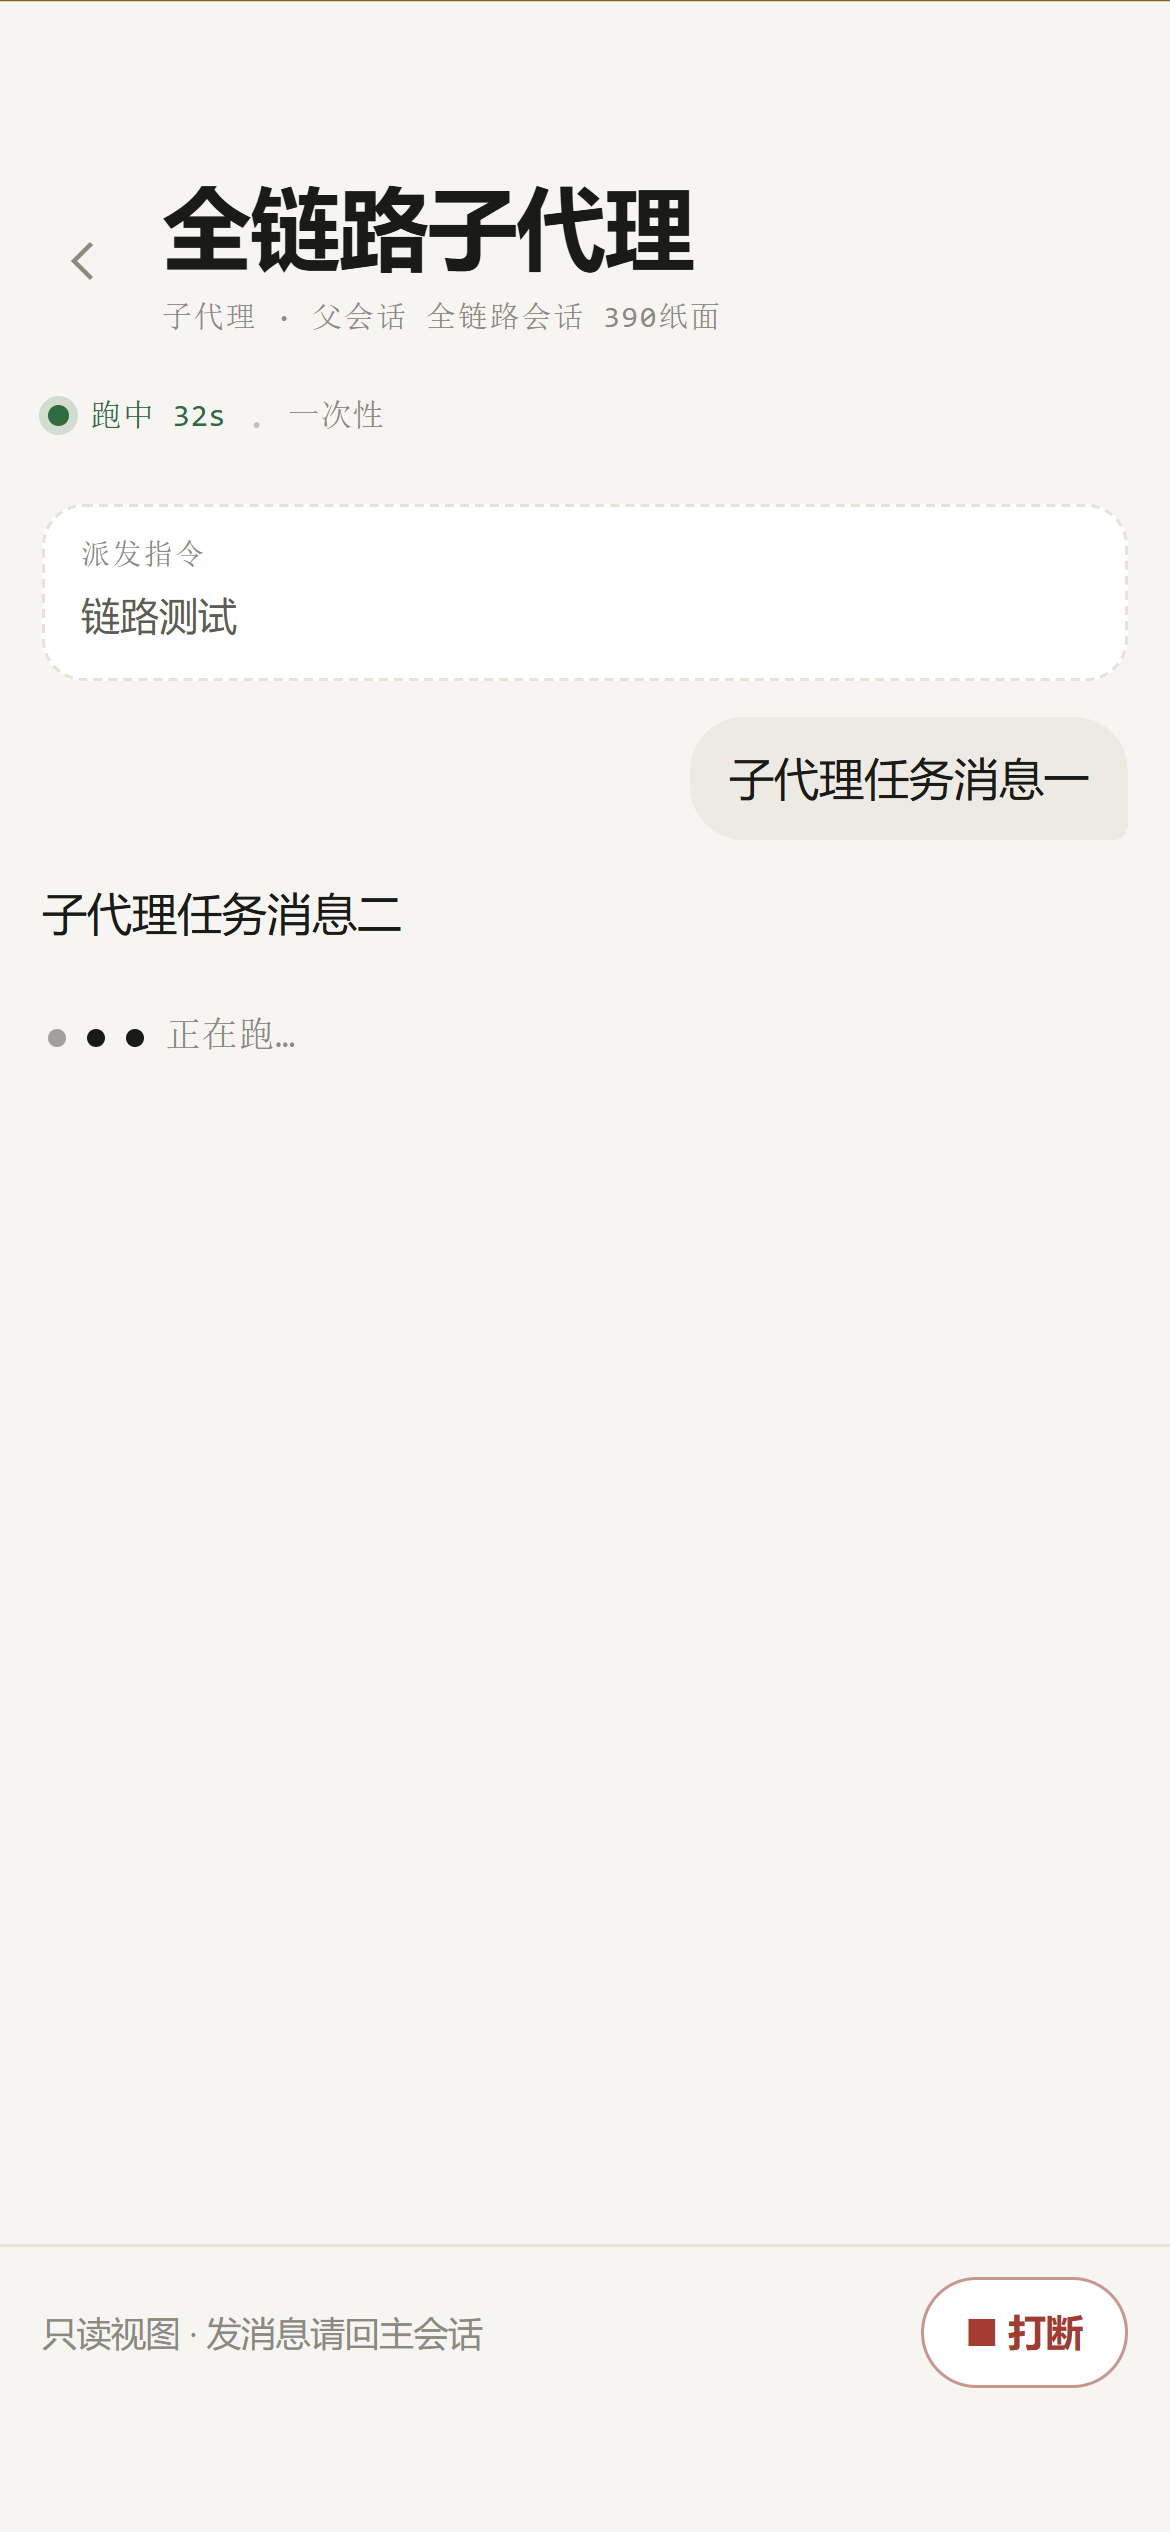 全链路子代理
子代理 · 父会话 全链路会话 390纸面
跑中 32s · 一次性
派发指令
链路测试
子代理任务消息一
子代理任务消息二
正在跑…
只读视图 · 发消息请回主会话
■ 打断